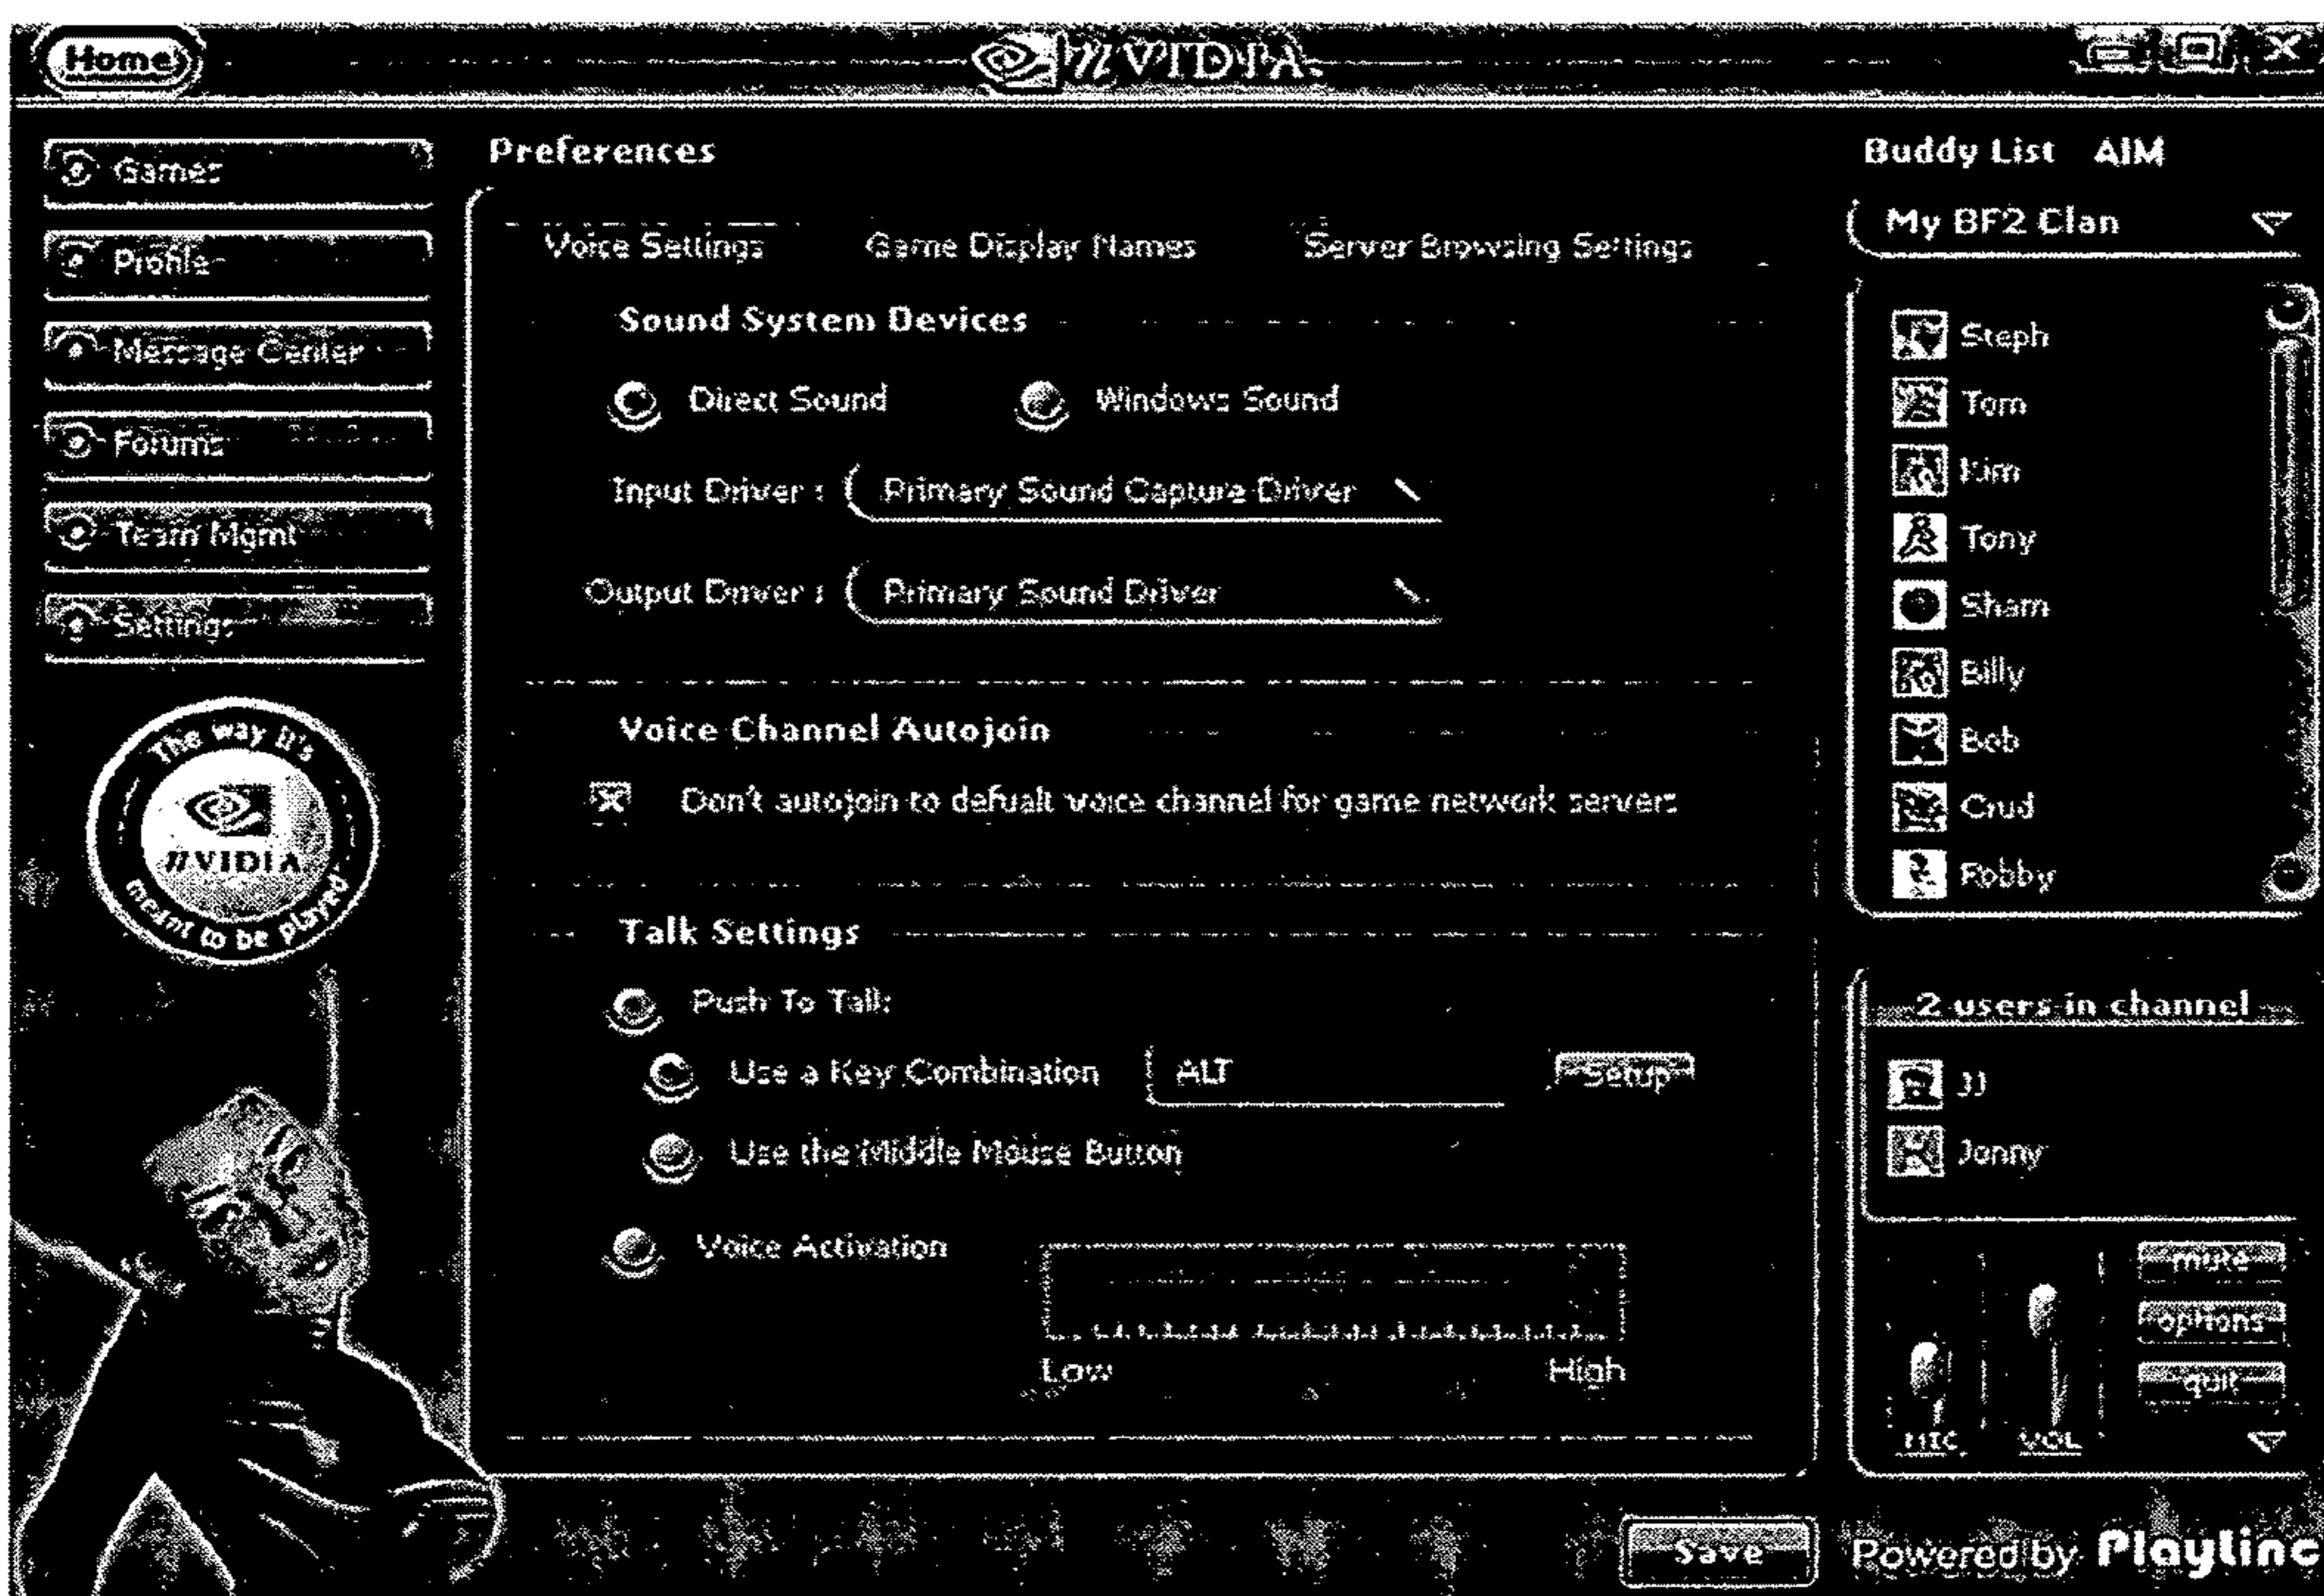 Home
nVIDIA
Games
Profile
Message Center
Forums
Team Mgmt
Settings
The way it's
nVIDIA
meant to be played
Preferences
Voice Settings Game Display Names Server Browsing Settings
Sound System Devices
Direct Sound Windows Sound
Input Driver : Primary Sound Capture Driver
Output Driver : Primary Sound Driver
Voice Channel Autojoin
Don't autojoin to defualt voice channel for game network servers
Talk Settings
Push To Talk
Use a Key Combination ALT Setup
Use the Middle Mouse Button
Voice Activation
Low High
Save
Buddy List AIM
My BF2 Clan
Steph
Tom
Kim
Tony
Sham
Billy
Bob
Crud
Fobby
2 users in channel
JJ
Jonny
mute
options
quit
MIC VOL
Powered by Playlinc